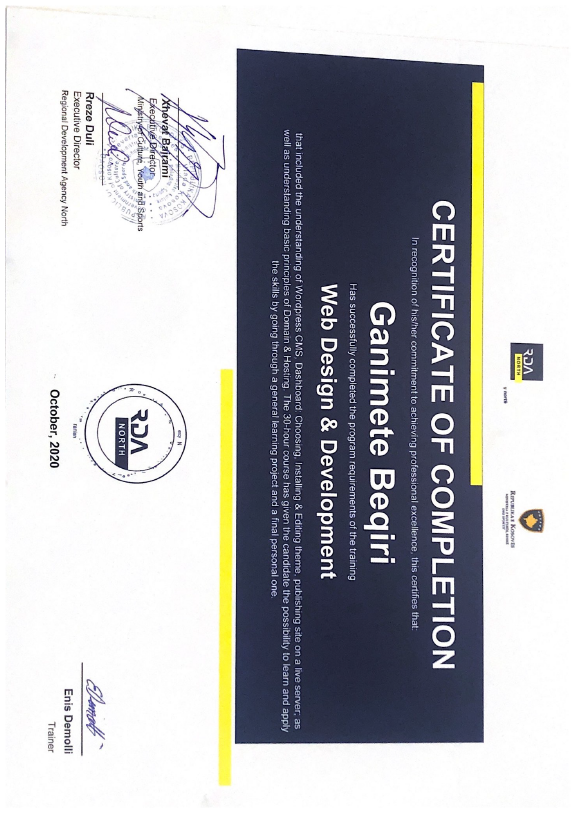 RDA
NORTH
REPUBLIKA E KOSOVËS
CERTIFICATE OF COMPLETION
In recognition of his/her commitment to achieving professional excellence, this certifies that:
Ganimete Beqiri
Has successfully completed the program requirements of the training
Web Design & Development
that included the understanding of Wordpress CMS, Dashboard: Choosing, Installing & Editing theme, publishing site on a live server; as
well as understanding basic principles of Domain & Hosting. The 30-hour course has given the candidate the possibility to learn and apply
the skills by going through a general learning project and a final personal one.
Xhevat Bajrami
Executive Director
Ministry of Culture, Youth and Sports
Rreze Duli
Executive Director
Regional Development Agency North
RDA
NORTH
October, 2020
Enis Demolli
Trainer